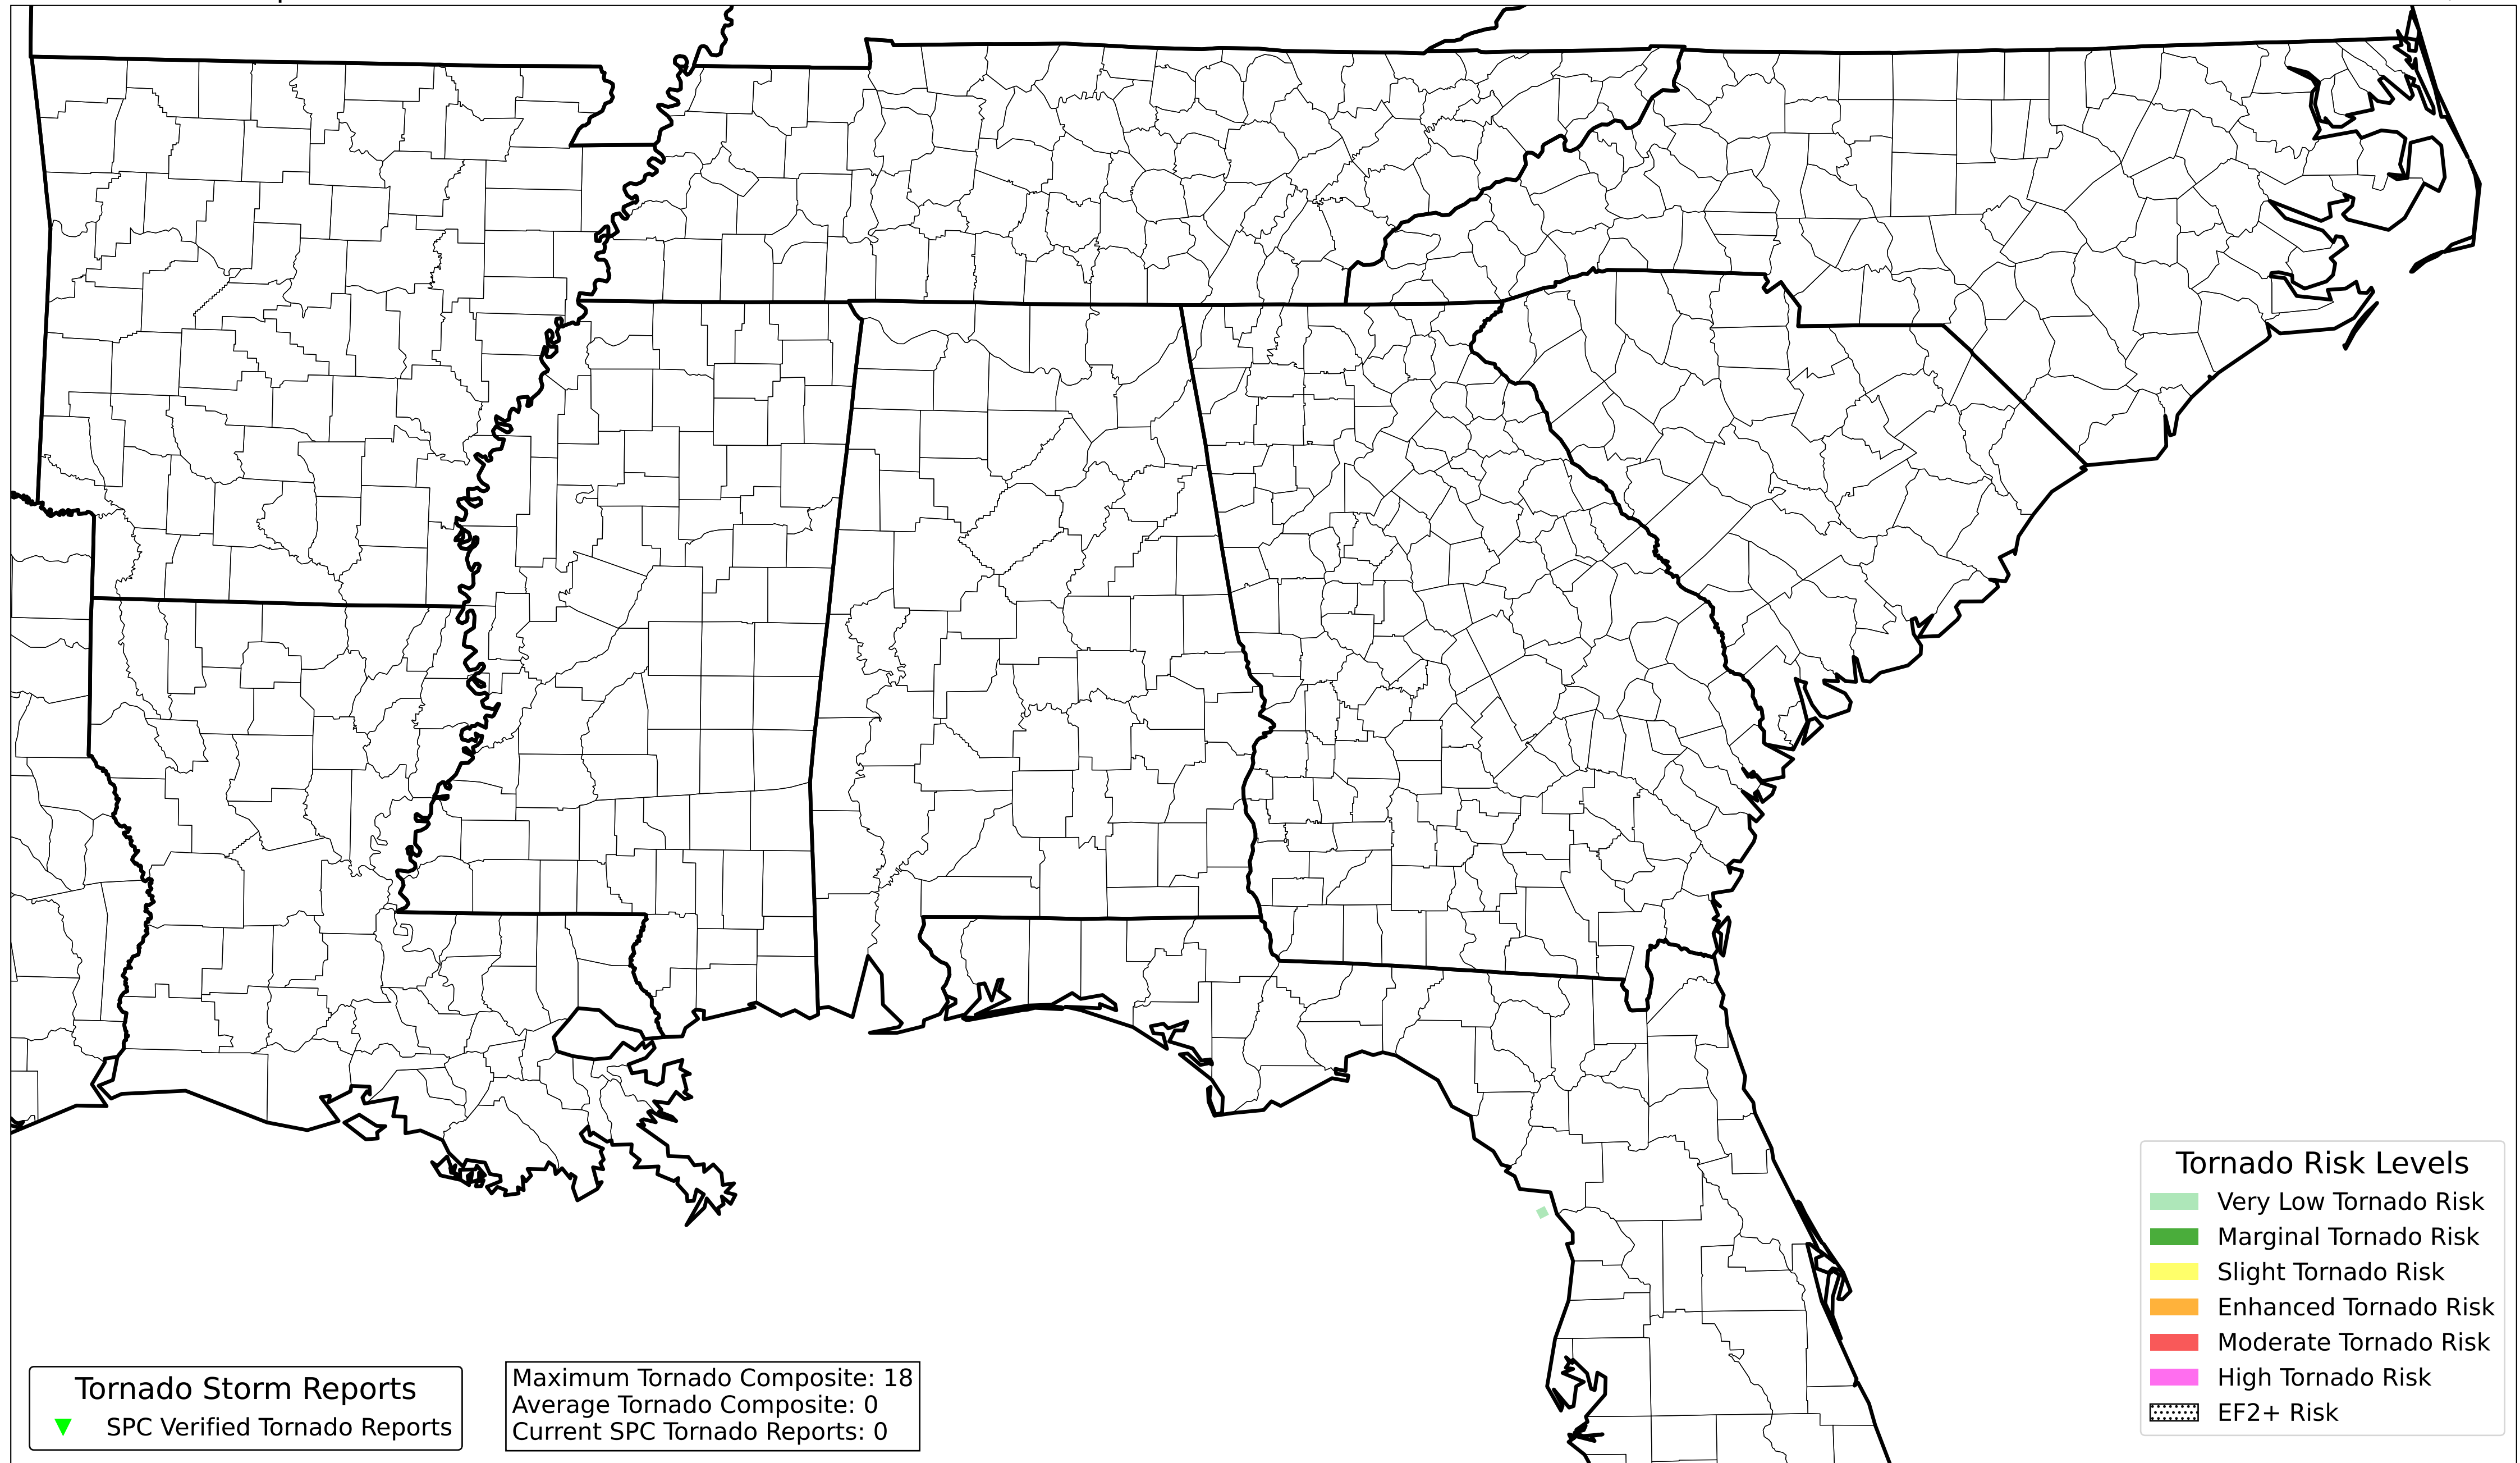 Tornado Risk Levels
Very Low Tornado Risk
Marginal Tornado Risk
Slight Tornado Risk
Enhanced Tornado Risk
Moderate Tornado Risk
High Tornado Risk
EF2+ Risk
Tornado Storm Reports
SPC Verified Tornado Reports
Maximum Tornado Composite: 18
Average Tornado Composite: 0
Current SPC Tornado Reports: 0